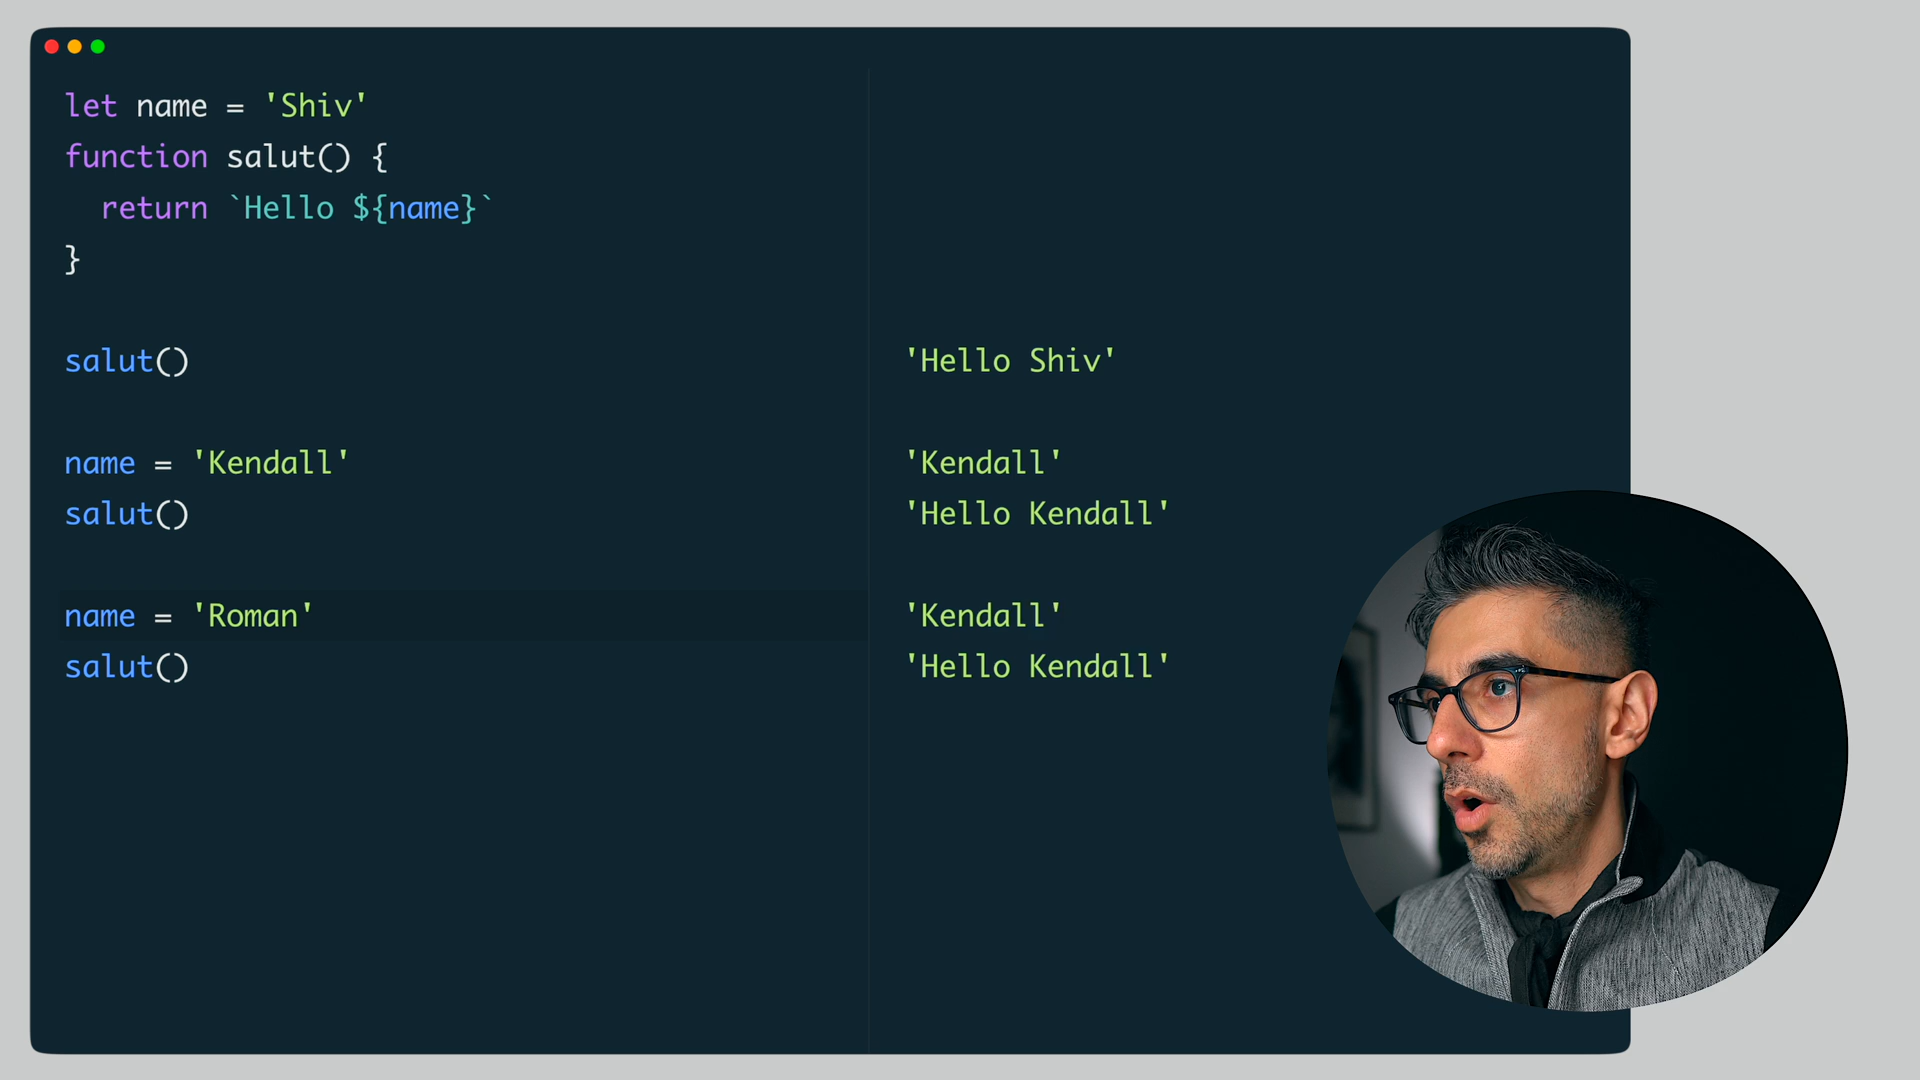 let name = 'Shiv'
function salut() {
  return `Hello ${name}`
}
salut()
'Hello Shiv'
name = 'Kendall'
'Kendall'
salut()
'Hello Kendall'
name = 'Roman'
'Kendall'
salut()
'Hello Kendall'